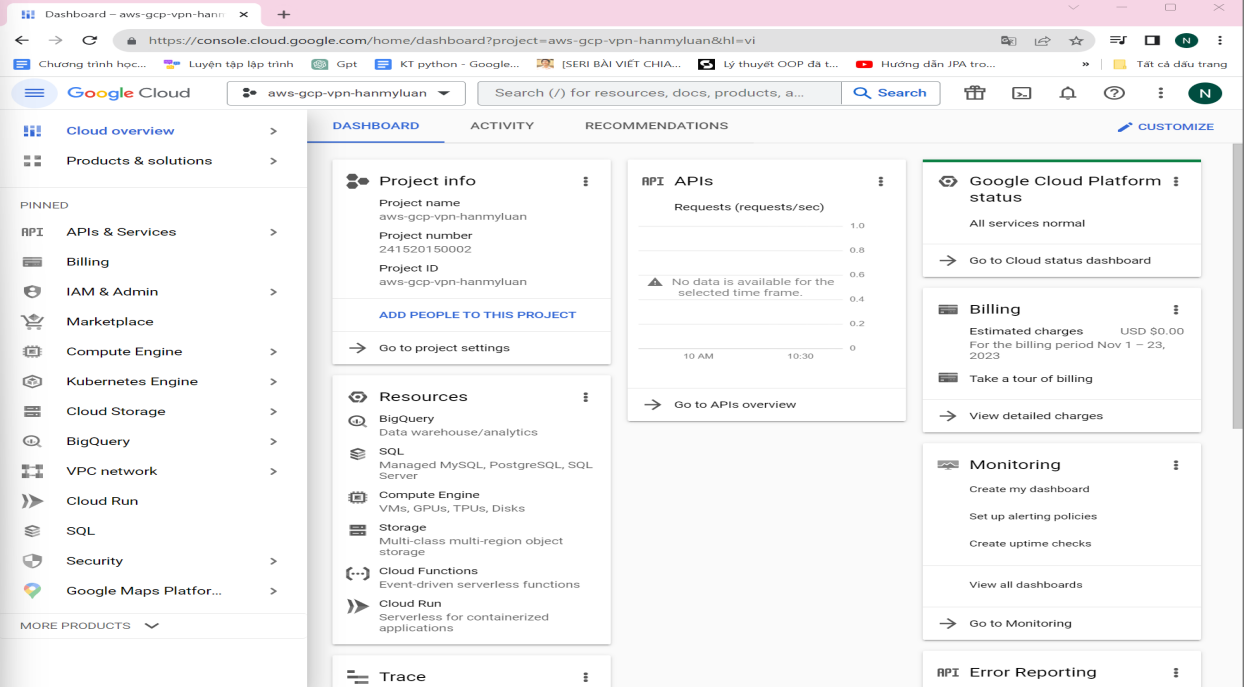 Dashboard – aws-gcp-vpn-hanm
https://console.cloud.google.com/home/dashboard?project=aws-gcp-vpn-hanmyluan&hl=vi
N
Chương trình học...
Luyện tập lập trình
Gpt
KT python - Google...
[SERI BÀI VIẾT CHIA...
Lý thuyết OOP đã t...
Hướng dẫn JPA tro...
»
Tất cả dấu trang
Google Cloud
aws-gcp-vpn-hanmyluan
Search (/) for resources, docs, products, a...
Search
N
Cloud overview
Products & solutions
PINNED
API APIs & Services
Billing
IAM & Admin
Marketplace
Compute Engine
Kubernetes Engine
Cloud Storage
BigQuery
VPC network
Cloud Run
SQL
Security
Google Maps Platfor...
MORE PRODUCTS
DASHBOARD
ACTIVITY
RECOMMENDATIONS
CUSTOMIZE
Project info
Project name
aws-gcp-vpn-hanmyluan
Project number
241520150002
Project ID
aws-gcp-vpn-hanmyluan
ADD PEOPLE TO THIS PROJECT
Go to project settings
Resources
BigQuery
Data warehouse/analytics
SQL
Managed MySQL, PostgreSQL, SQL
Server
Compute Engine
VMs, GPUs, TPUs, Disks
Storage
Multi-class multi-region object
storage
Cloud Functions
Event-driven serverless functions
Cloud Run
Serverless for containerized
applications
Trace
API APIs
Requests (requests/sec)
1.0
0.8
0.6
No data is available for the
selected time frame.
0.4
0.2
0
10 AM
10:30
Go to APIs overview
Google Cloud Platform
status
All services normal
Go to Cloud status dashboard
Billing
Estimated charges USD $0.00
For the billing period Nov 1 – 23,
2023
Take a tour of billing
View detailed charges
Monitoring
Create my dashboard
Set up alerting policies
Create uptime checks
View all dashboards
Go to Monitoring
API Error Reporting